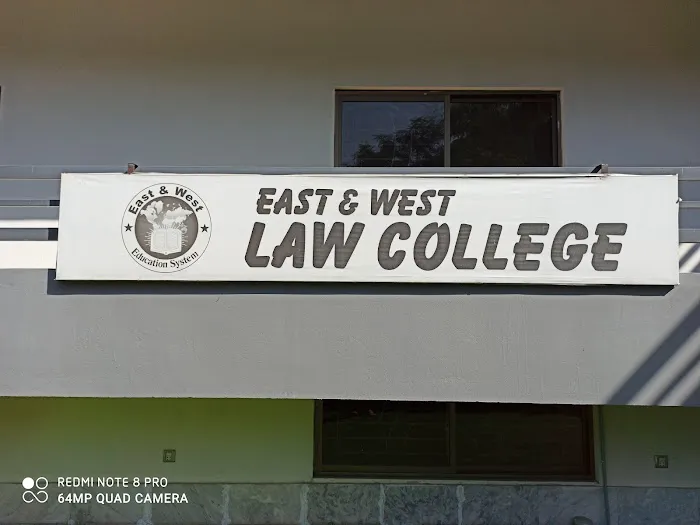 East & West
Education System
EAST & WEST
LAW COLLEGE
REDMI NOTE 8 PRO
64MP QUAD CAMERA